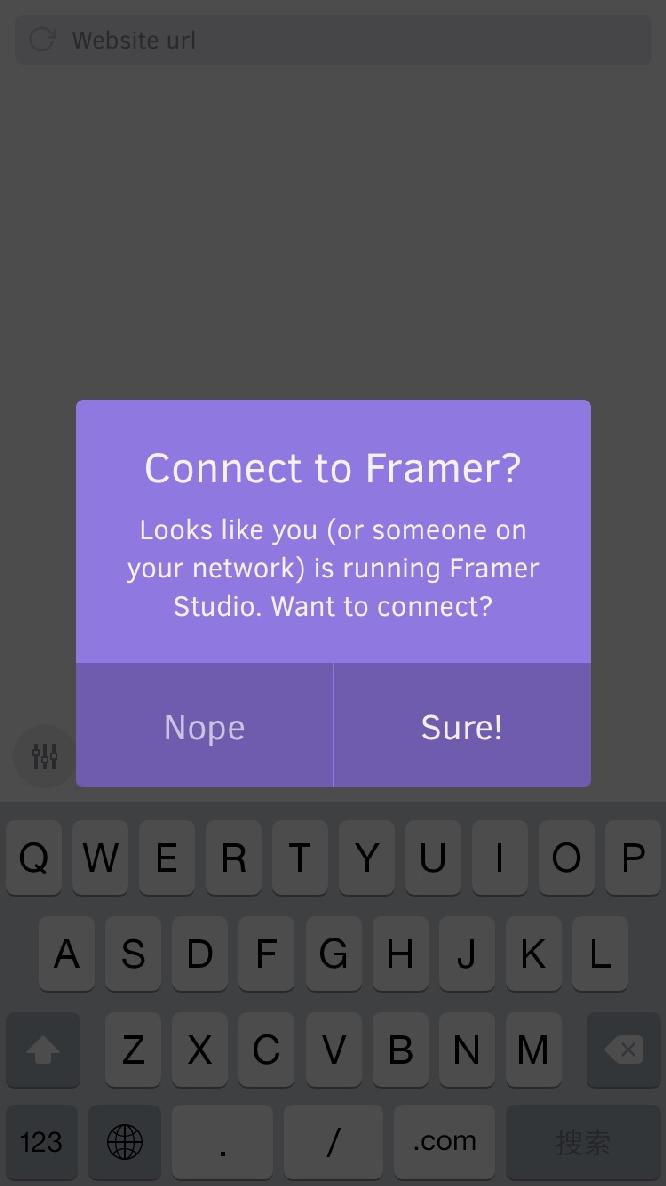 Website url
Connect to Framer?
Looks like you (or someone on
your network) is running Framer
Studio. Want to connect?
Nope Sure!
Q W E R T Y U I O P
A S D F G H J K L
Z X C V B N M
123 . / .com 搜索